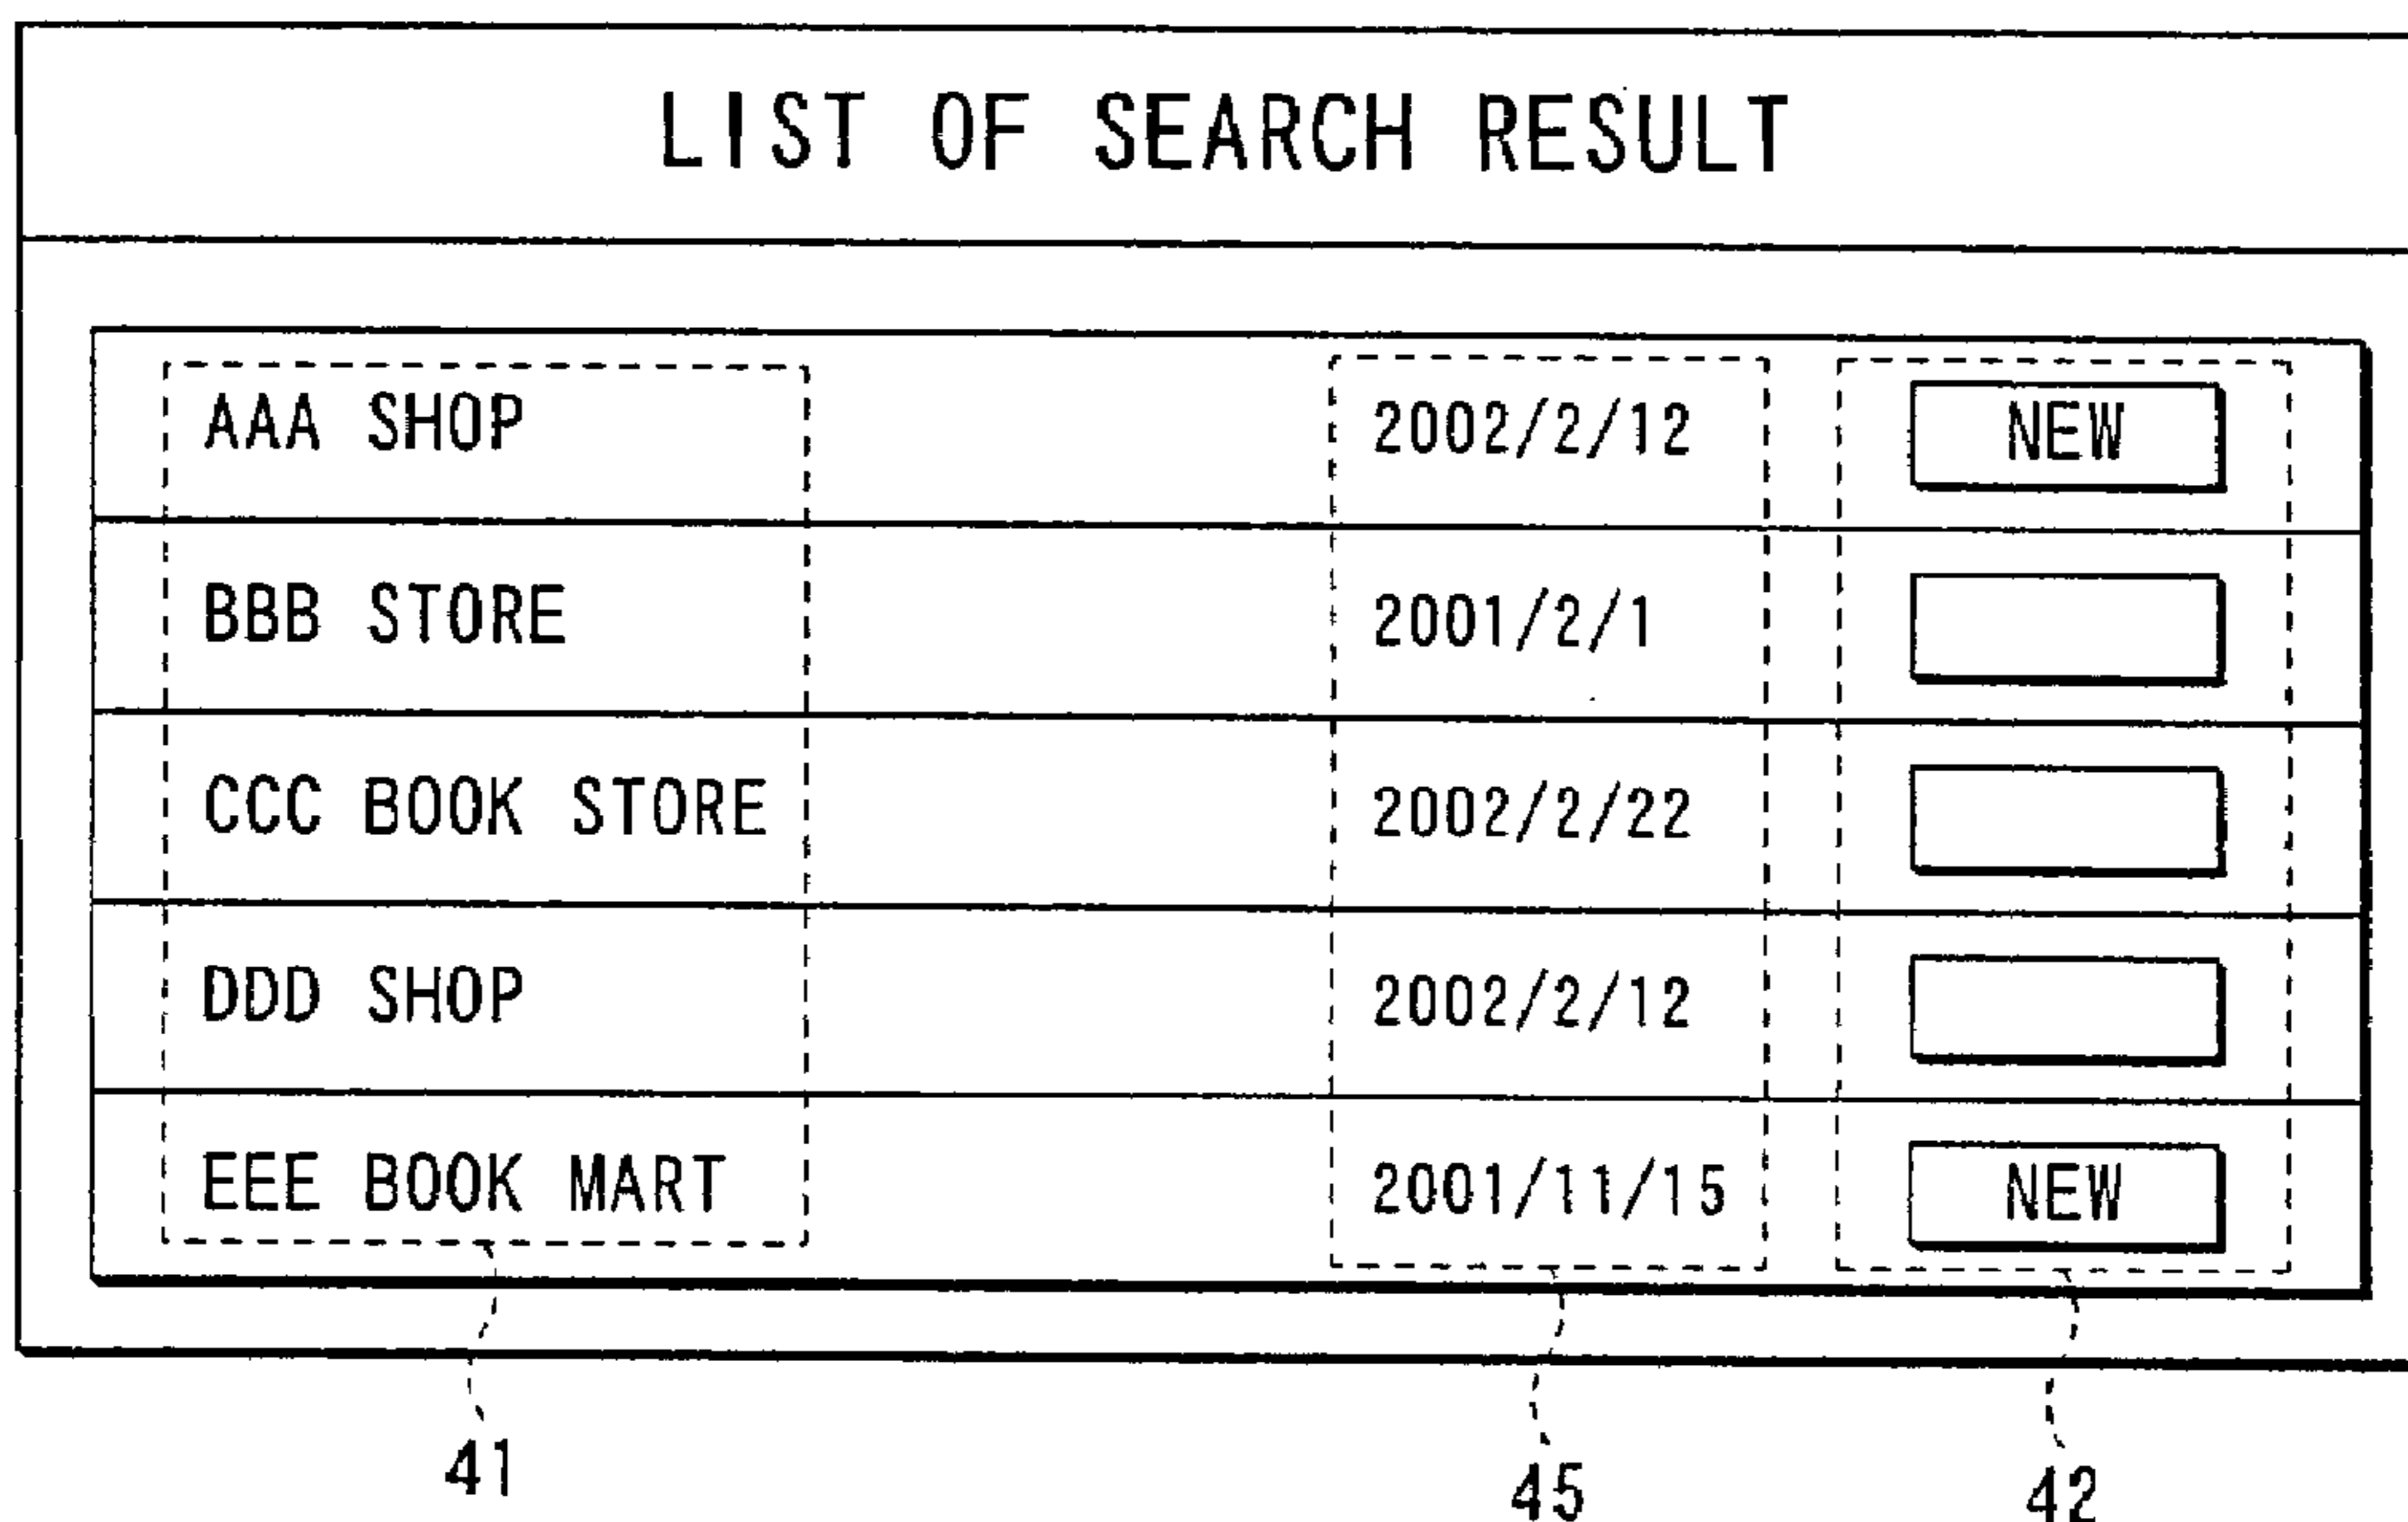 LIST OF SEARCH RESULT
AAA SHOP 2002/2/12 NEW
BBB STORE 2001/2/1
CCC BOOK STORE 2002/2/22
DDD SHOP 2002/2/12
EEE BOOK MART 2001/11/15 NEW
41 45 42